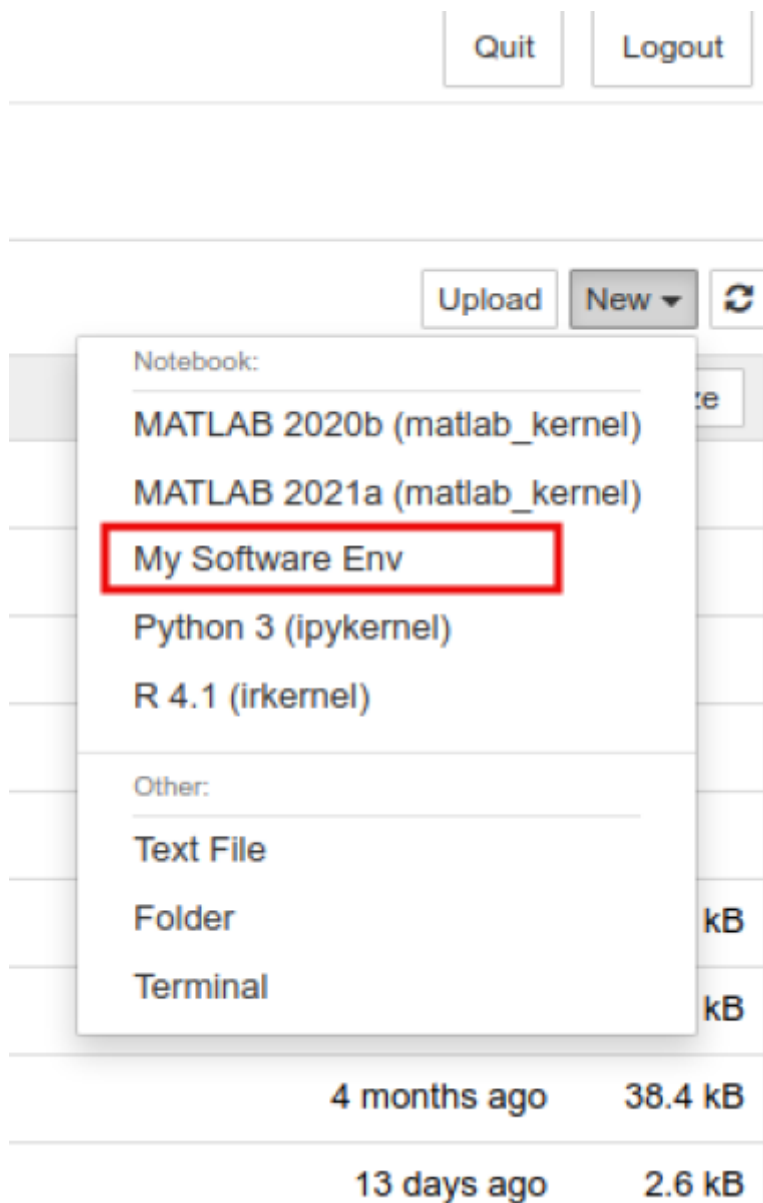 Quit Logout
Upload New
Notebook:
ze
MATLAB 2020b (matlab_kernel)
MATLAB 2021a (matlab_kernel)
My Software Env
Python 3 (ipykernel)
R 4.1 (irkernel)
Other:
Text File
Folder
kB
Terminal
kB
4 months ago 38.4 kB
13 days ago 2.6 kB